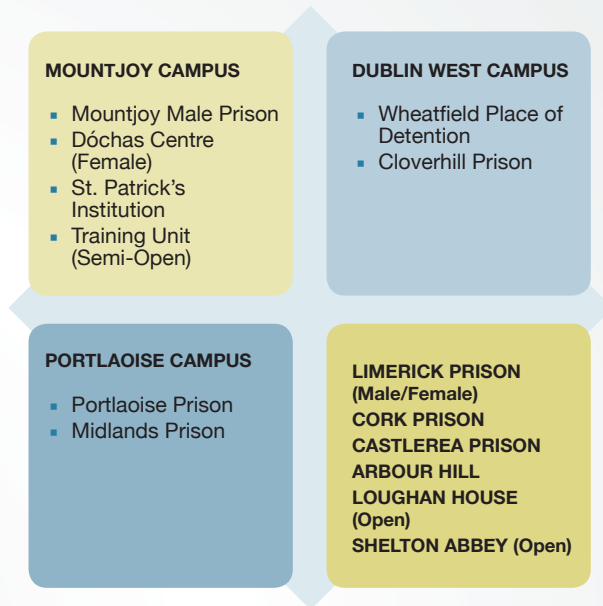 MOUNTJOY CAMPUS
▪ Mountjoy Male Prison
▪ Dóchas Centre
(Female)
▪ St. Patrick's
Institution
▪ Training Unit
(Semi-Open)
DUBLIN WEST CAMPUS
▪ Wheatfield Place of
Detention
▪ Cloverhill Prison
PORTLAOISE CAMPUS
▪ Portlaoise Prison
▪ Midlands Prison
LIMERICK PRISON
(Male/Female)
CORK PRISON
CASTLEREA PRISON
ARBOUR HILL
LOUGHAN HOUSE
(Open)
SHELTON ABBEY (Open)